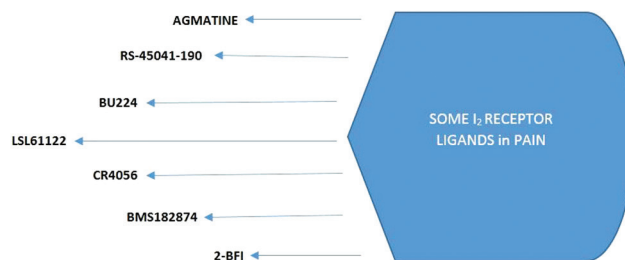 AGMATINE
RS-45041-190
BU224
LSL61122
CR4056
BMS182874
2-BFI
SOME I₂ RECEPTOR
LIGANDS in PAIN